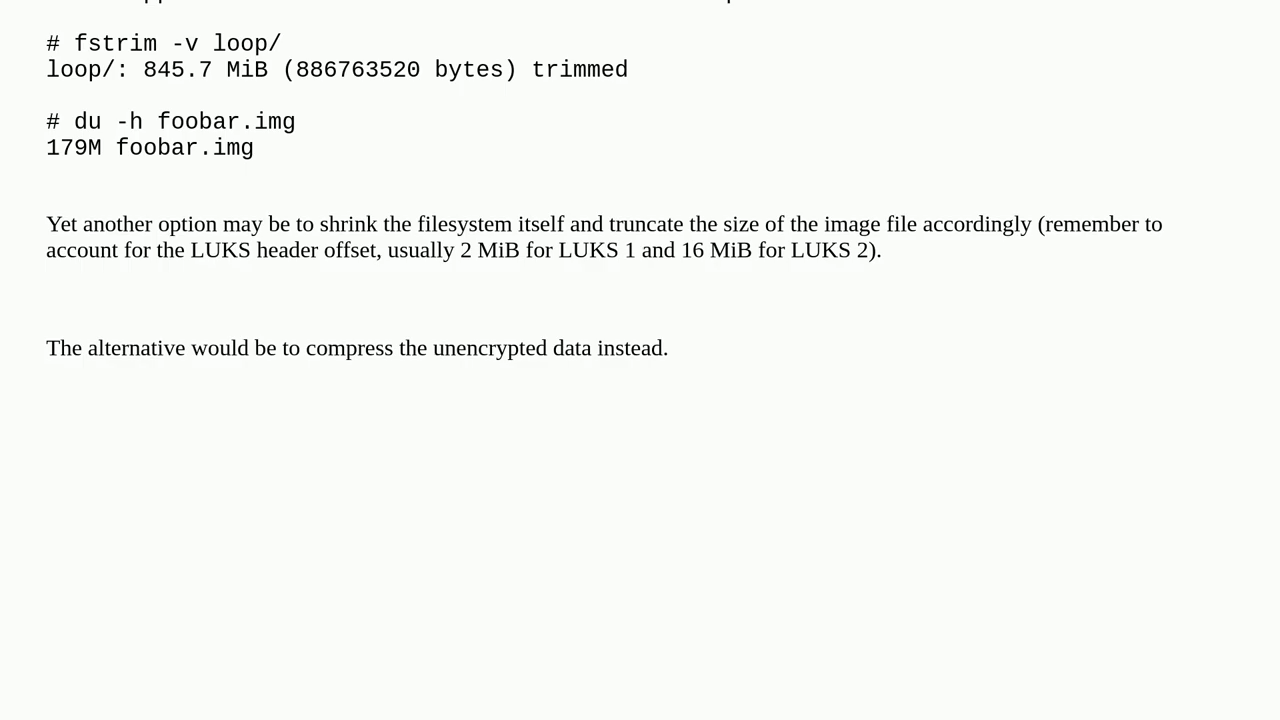 # fstrim -v loop/
loop/: 845.7 MiB (886763520 bytes) trimmed
# du -h foobar.img
179M foobar.img
Yet another option may be to shrink the filesystem itself and truncate the size of the image file accordingly (remember to
account for the LUKS header offset, usually 2 MiB for LUKS 1 and 16 MiB for LUKS 2).
The alternative would be to compress the unencrypted data instead.